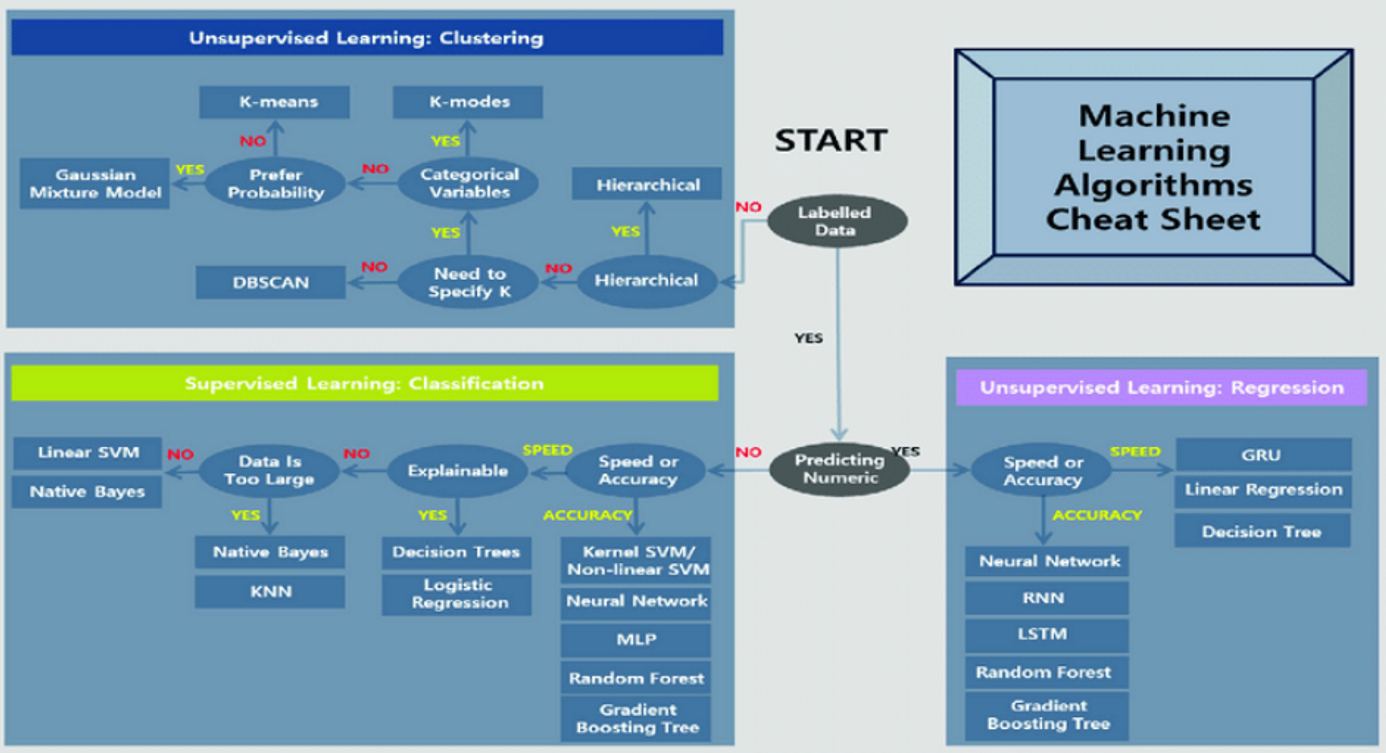 Unsupervised Learning: Clustering
K-means
K-modes
NO
YES
Gaussian
Mixture Model
YES
Prefer
Probability
NO
Categorical
Variables
Hierarchical
YES
YES
DBSCAN
NO
Need to
Specify K
NO
Hierarchical
START
NO
Labelled
Data
YES
Machine
Learning
Algorithms
Cheat Sheet
Supervised Learning: Classification
Linear SVM
Native Bayes
NO
Data Is
Too Large
NO
Explainable
SPEED
Speed or
Accuracy
NO
Predicting
Numeric
YES
YES
YES
ACCURACY
Native Bayes
KNN
Decision Trees
Logistic
Regression
Kernel SVM/
Non-linear SVM
Neural Network
MLP
Random Forest
Gradient
Boosting Tree
Unsupervised Learning: Regression
Speed or
Accuracy
SPEED
GRU
Linear Regression
Decision Tree
ACCURACY
Neural Network
RNN
LSTM
Random Forest
Gradient
Boosting Tree